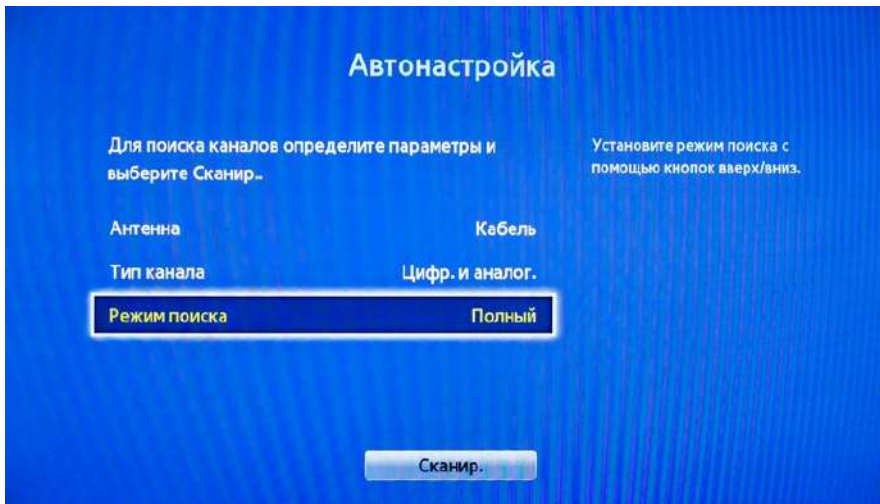 Автонастройка
Для поиска каналов определите параметры и
выберите Сканир..
Установите режим поиска с
помощью кнопок вверх/вниз.
Антенна Кабель
Тип канала Цифр. и аналог.
Режим поиска Полный
Сканир.